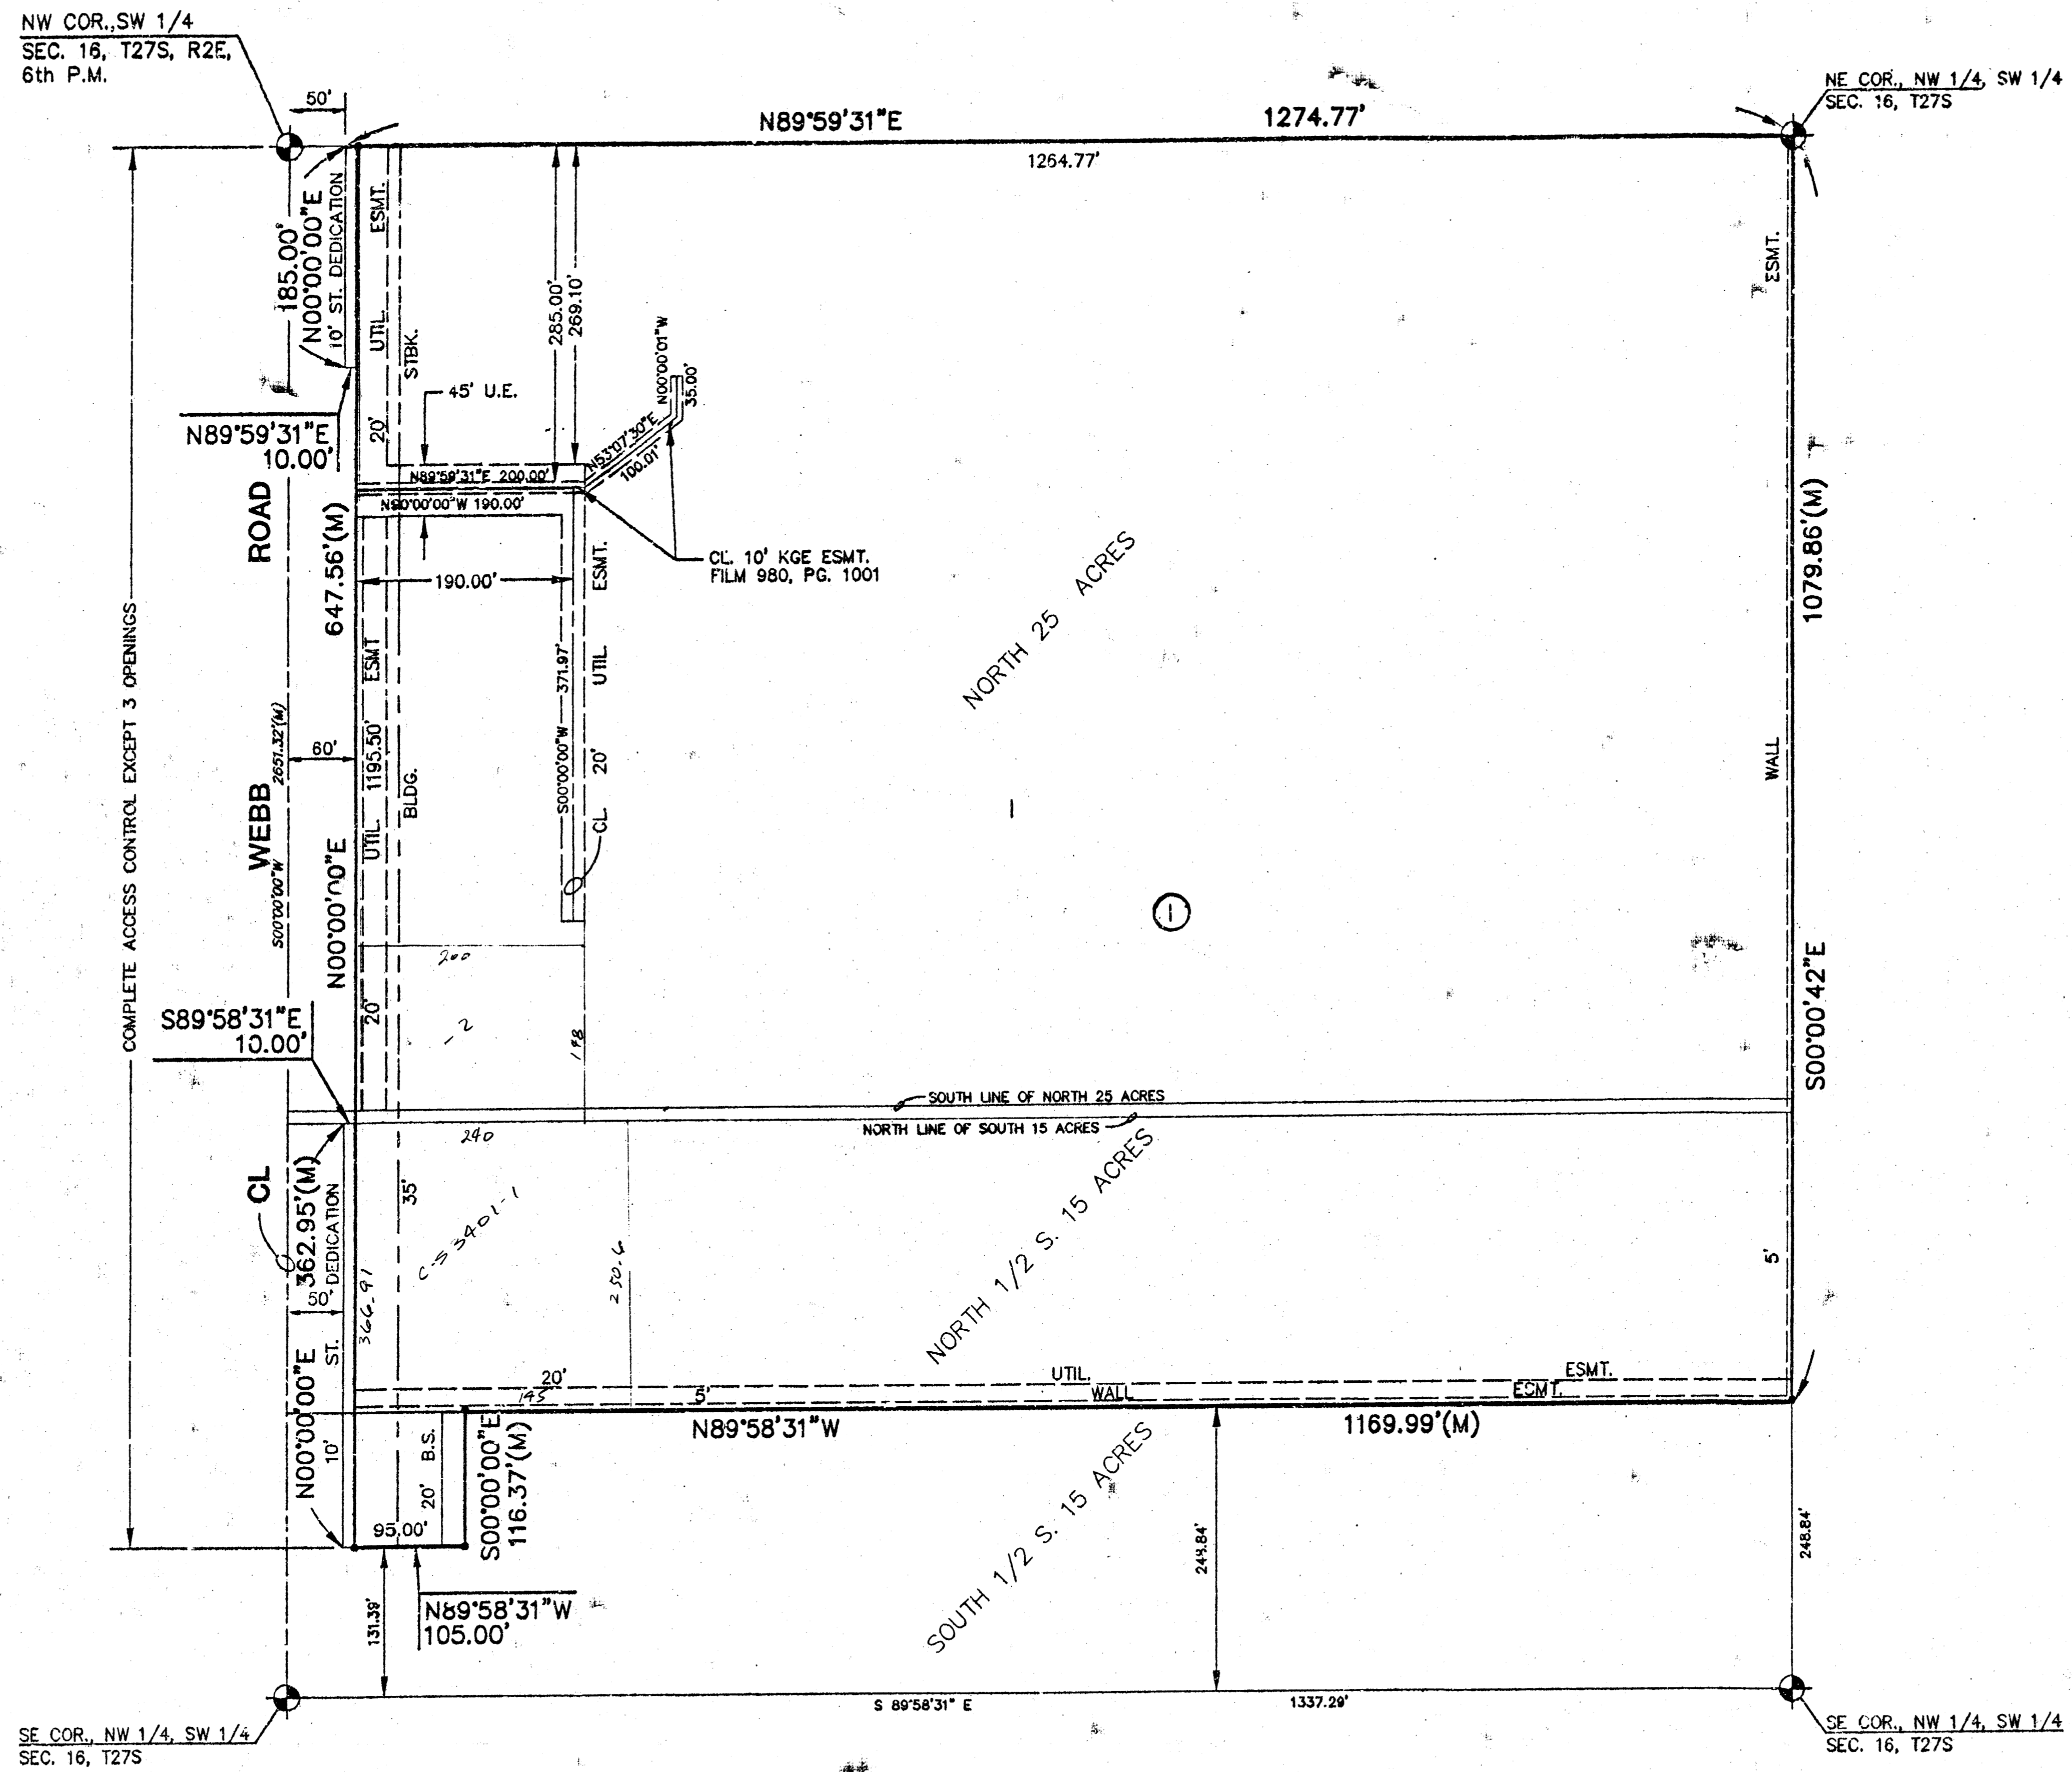 NW COR.,SW 1/4
SEC. 16, T27S, R2E,
6th P.M.
NE COR., NW 1/4, SW 1/4
SEC. 16, T27S
50'
N89°59'31"E
1274.77'
1264.77'
185.00'
N00°00'00"E
10' ST. DEDICATION
20' UTIL. ESMT.
STBK.
285.00'
269.10'
ESMT.
45' U.E.
N00°00'01"W
35.00'
N53°07'30"E
100.01'
N89°59'31"E
10.00'
N89°59'31"E 200.00'
N90°00'00"W 190.00'
190.00'
CL. 10' KGE ESMT.
FILM 980, PG. 1001
NORTH 25 ACRES
COMPLETE ACCESS CONTROL EXCEPT 3 OPENINGS
CL WEBB ROAD
S00°00'00"W 2651.32'(M)
60'
N00°00'00"E 647.56'(M)
20' UTIL. 1195.50' ESMT
35' BLDG.
S00°00'00"W 371.97'
CL. 20' UTIL. ESMT.
S00°00'42"E 1079.86'(M)
5' WALL
1
1
200
-2
148
S89°58'31"E
10.00'
SOUTH LINE OF NORTH 25 ACRES
NORTH LINE OF SOUTH 15 ACRES
240
362.95'(M)
N00°00'00"E
50'
10' ST. DEDICATION
366.91
C-S 3401-1
250.6
NORTH 1/2 S. 15 ACRES
20' UTIL. ESMT.
195
5' WALL ESMT.
N89°58'31"W
1169.99'(M)
20' B.S.
S00°00'00"E
116.37'(M)
95.00'
N89°58'31"W
105.00'
131.39'
SOUTH 1/2 S. 15 ACRES
248.84'
248.84'
S 89°58'31" E
1337.29'
SE COR., NW 1/4, SW 1/4
SEC. 16, T27S
SE COR., NW 1/4, SW 1/4
SEC. 16, T27S